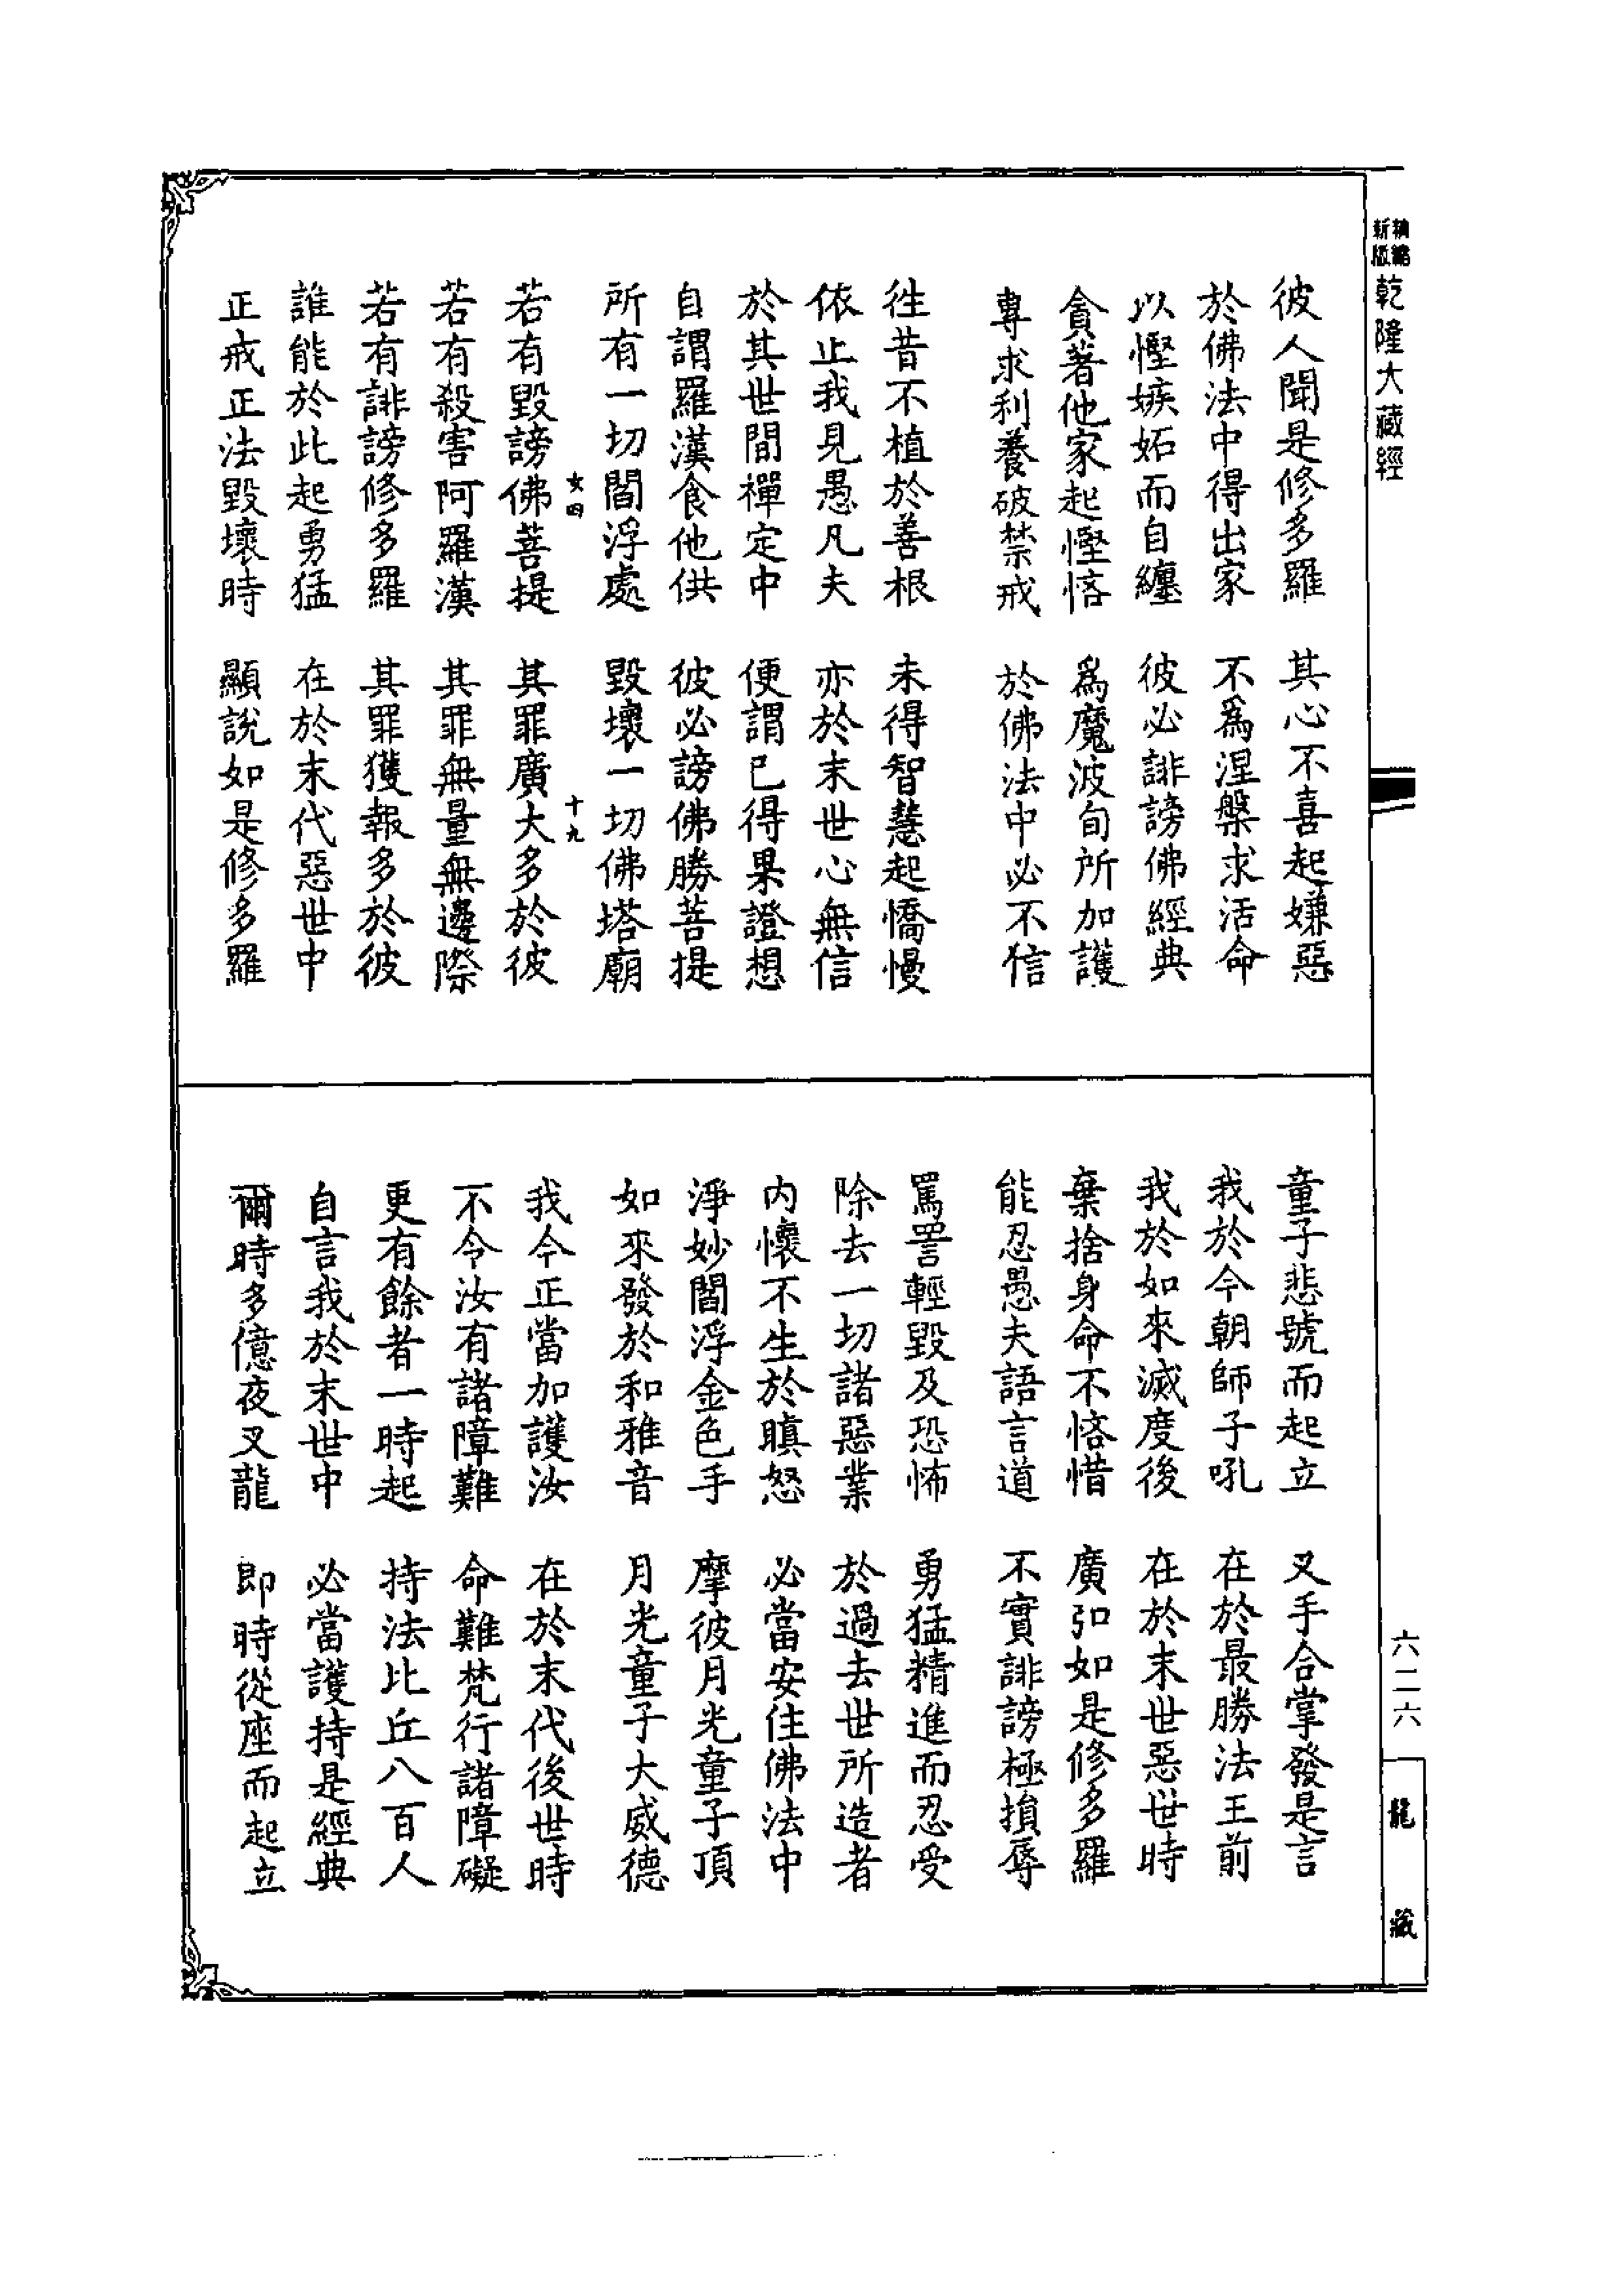 精縮新版
乾隆大藏經
彼人聞是修多羅　其心不喜起嫌惡
於佛法中得出家　不為涅槃求活命
以慳嫉妬而自纏　彼必誹謗佛經典
貪著他家起慳悋　為魔波旬所加護
專求利養破禁戒　於佛法中必不信
往昔不植於善根　未得智慧起憍慢
依止我見愚凡夫　亦於末世心無信
於其世間禪定中　便謂已得果證想
自謂羅漢食他供　彼必謗佛勝菩提
所有一切閻浮處　毀壞一切佛塔廟
女四　十九
若有毀謗佛菩提　其罪廣大多於彼
若有殺害阿羅漢　其罪無量無邊際
若有誹謗修多羅　其罪獲報多於彼
誰能於此起勇猛　在於末代惡世中
正戒正法毀壞時　顯說如是修多羅
童子悲號而起立　叉手合掌發是言
我於今朝師子吼　在於最勝法王前
我於如來滅度後　在於末世惡世時
棄捨身命不悋惜　廣弘如是修多羅
能忍愚夫語言道　不實誹謗極損辱
罵詈輕毀及恐怖　勇猛精進而忍受
除去一切諸惡業　於過去世所造者
內懷不生於瞋怒　必當安住佛法中
淨妙閻浮金色手　摩彼月光童子頂
如來發於和雅音　月光童子大威德
我今正當加護汝　在於末代後世時
不令汝有諸障難　命難梵行諸障礙
更有餘者一時起　持法比丘八百人
自言我於末世中　必當護持是經典
爾時多億夜叉龍　即時從座而起立
六二六
龍藏